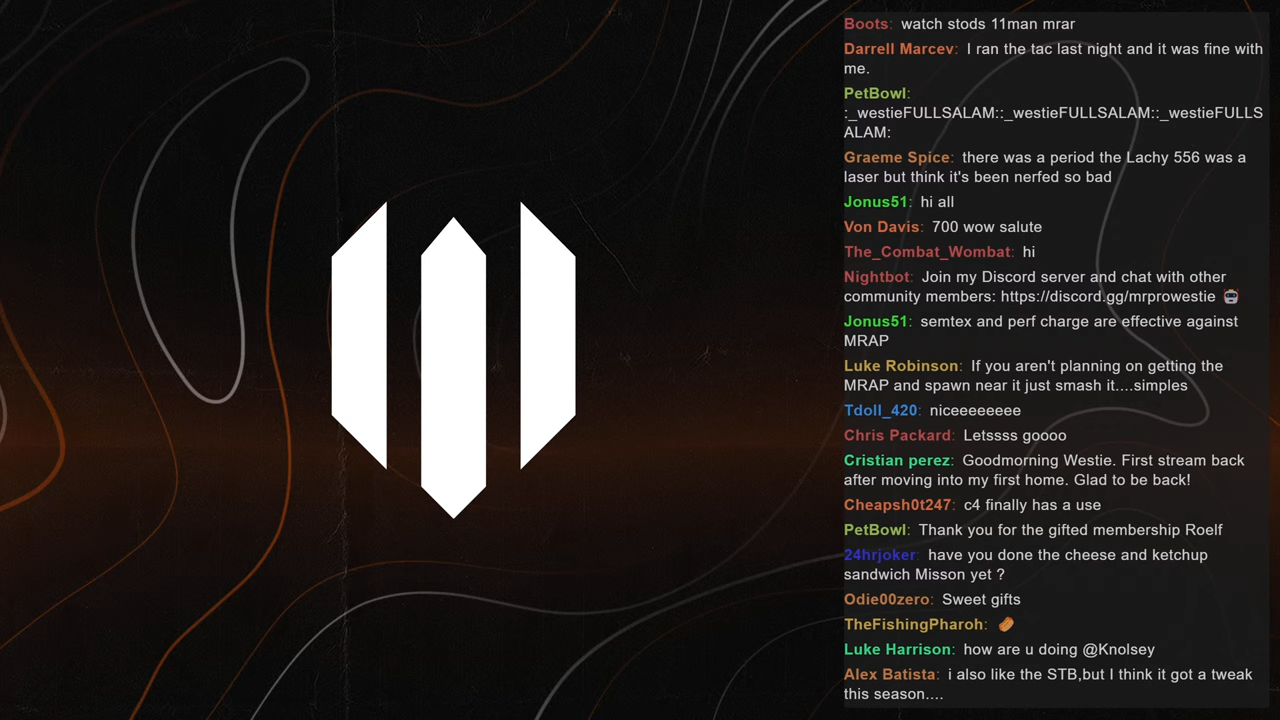 Boots: watch stods 11man mrar
Darrell Marcev: I ran the tac last night and it was fine with
me.
PetBowl:
:_westieFULLSALAM::_westieFULLSALAM::_westieFULLS
ALAM:
Graeme Spice: there was a period the Lachy 556 was a
laser but think it's been nerfed so bad
Jonus51: hi all
Von Davis: 700 wow salute
The_Combat_Wombat: hi
Nightbot: Join my Discord server and chat with other
community members: https://discord.gg/mrprowestie
Jonus51: semtex and perf charge are effective against
MRAP
Luke Robinson: If you aren't planning on getting the
MRAP and spawn near it just smash it....simples
Tdoll_420: niceeeeeeee
Chris Packard: Letssss goooo
Cristian perez: Goodmorning Westie. First stream back
after moving into my first home. Glad to be back!
Cheapsh0t247: c4 finally has a use
PetBowl: Thank you for the gifted membership Roelf
24hrjoker: have you done the cheese and ketchup
sandwich Misson yet ?
Odie00zero: Sweet gifts
TheFishingPharoh:
Luke Harrison: how are u doing @Knolsey
Alex Batista: i also like the STB,but I think it got a tweak
this season....